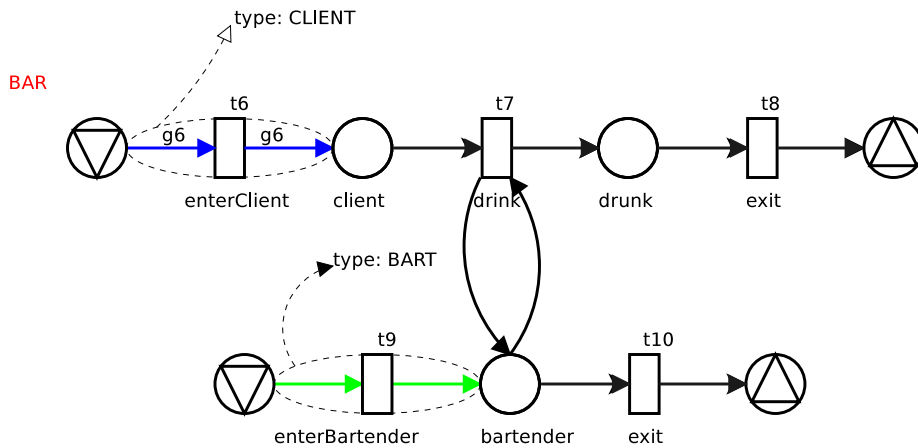 type: CLIENT
BAR
t6
t7
t8
g6
g6
enterClient
client
drink
drunk
exit
type: BART
t9
t10
enterBartender
bartender
exit